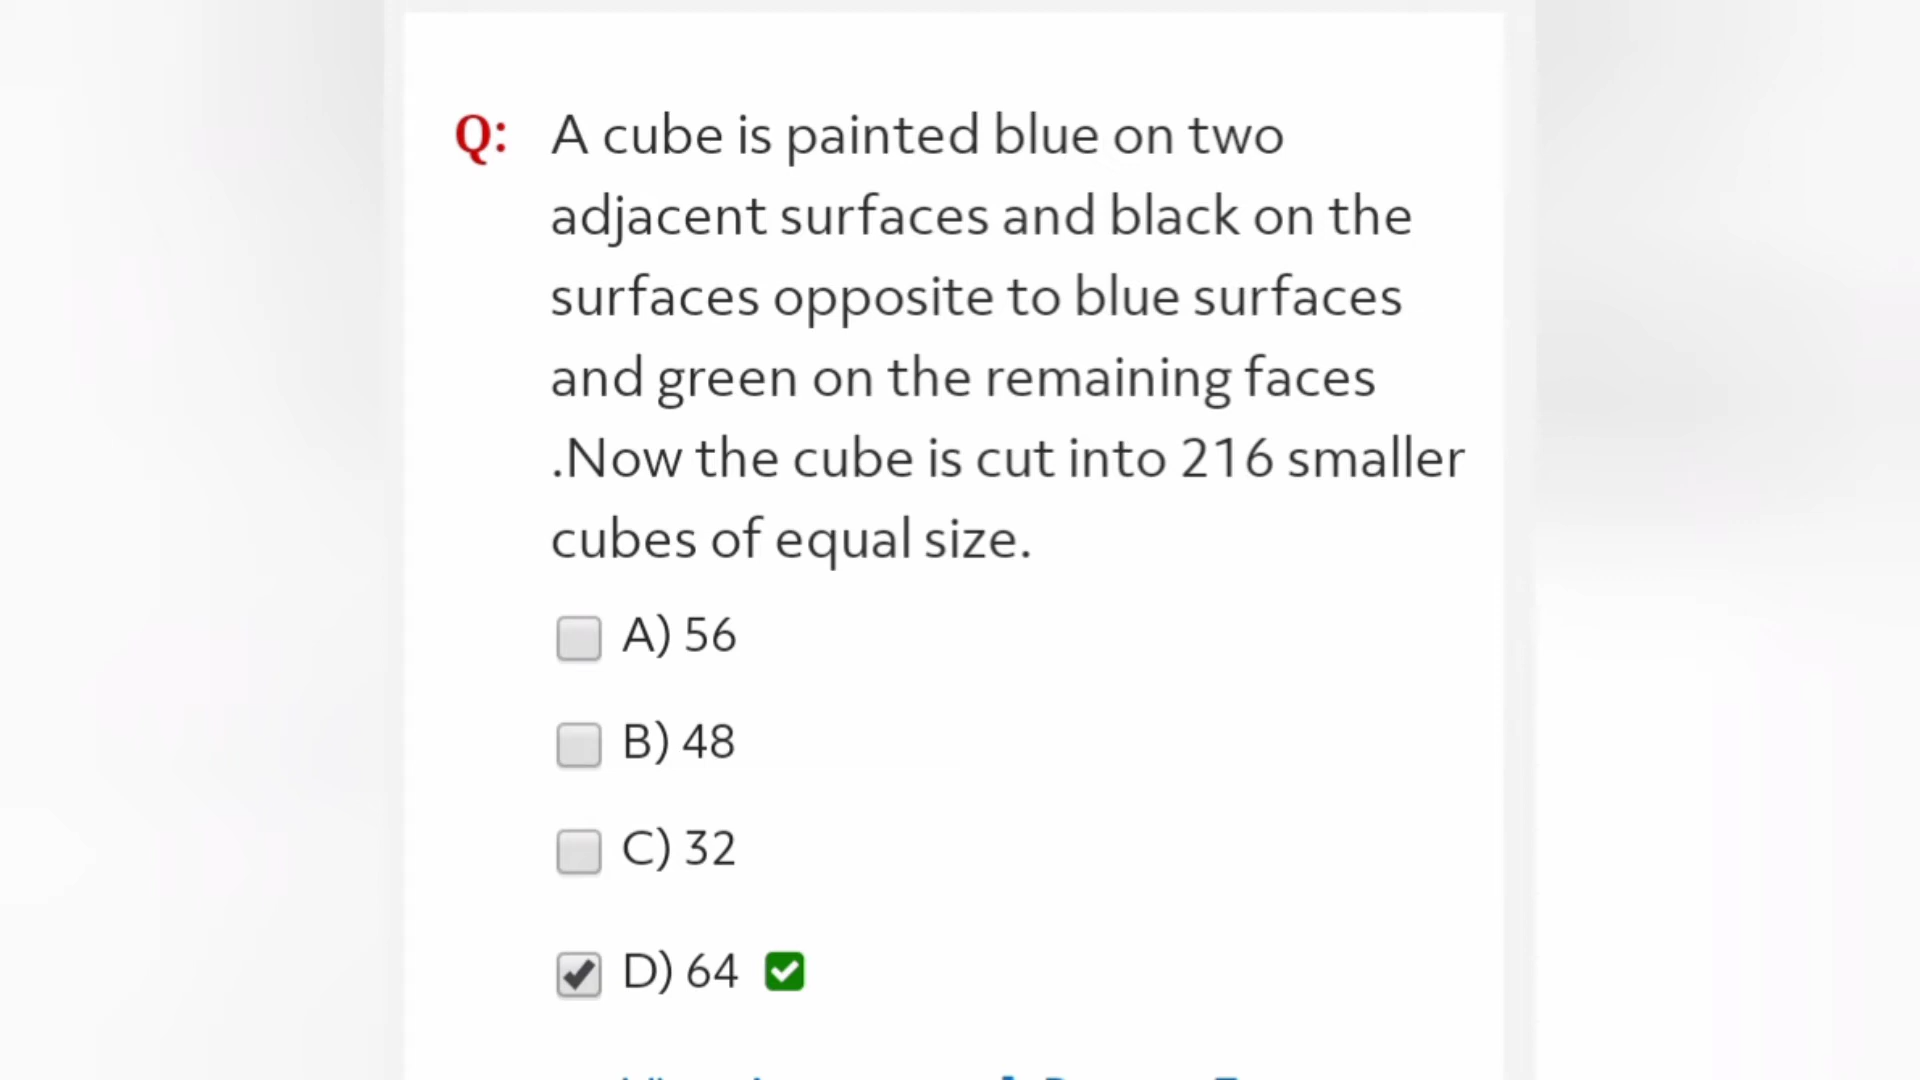 Q: A cube is painted blue on two
adjacent surfaces and black on the
surfaces opposite to blue surfaces
and green on the remaining faces
.Now the cube is cut into 216 smaller
cubes of equal size.
A) 56
B) 48
C) 32
D) 64